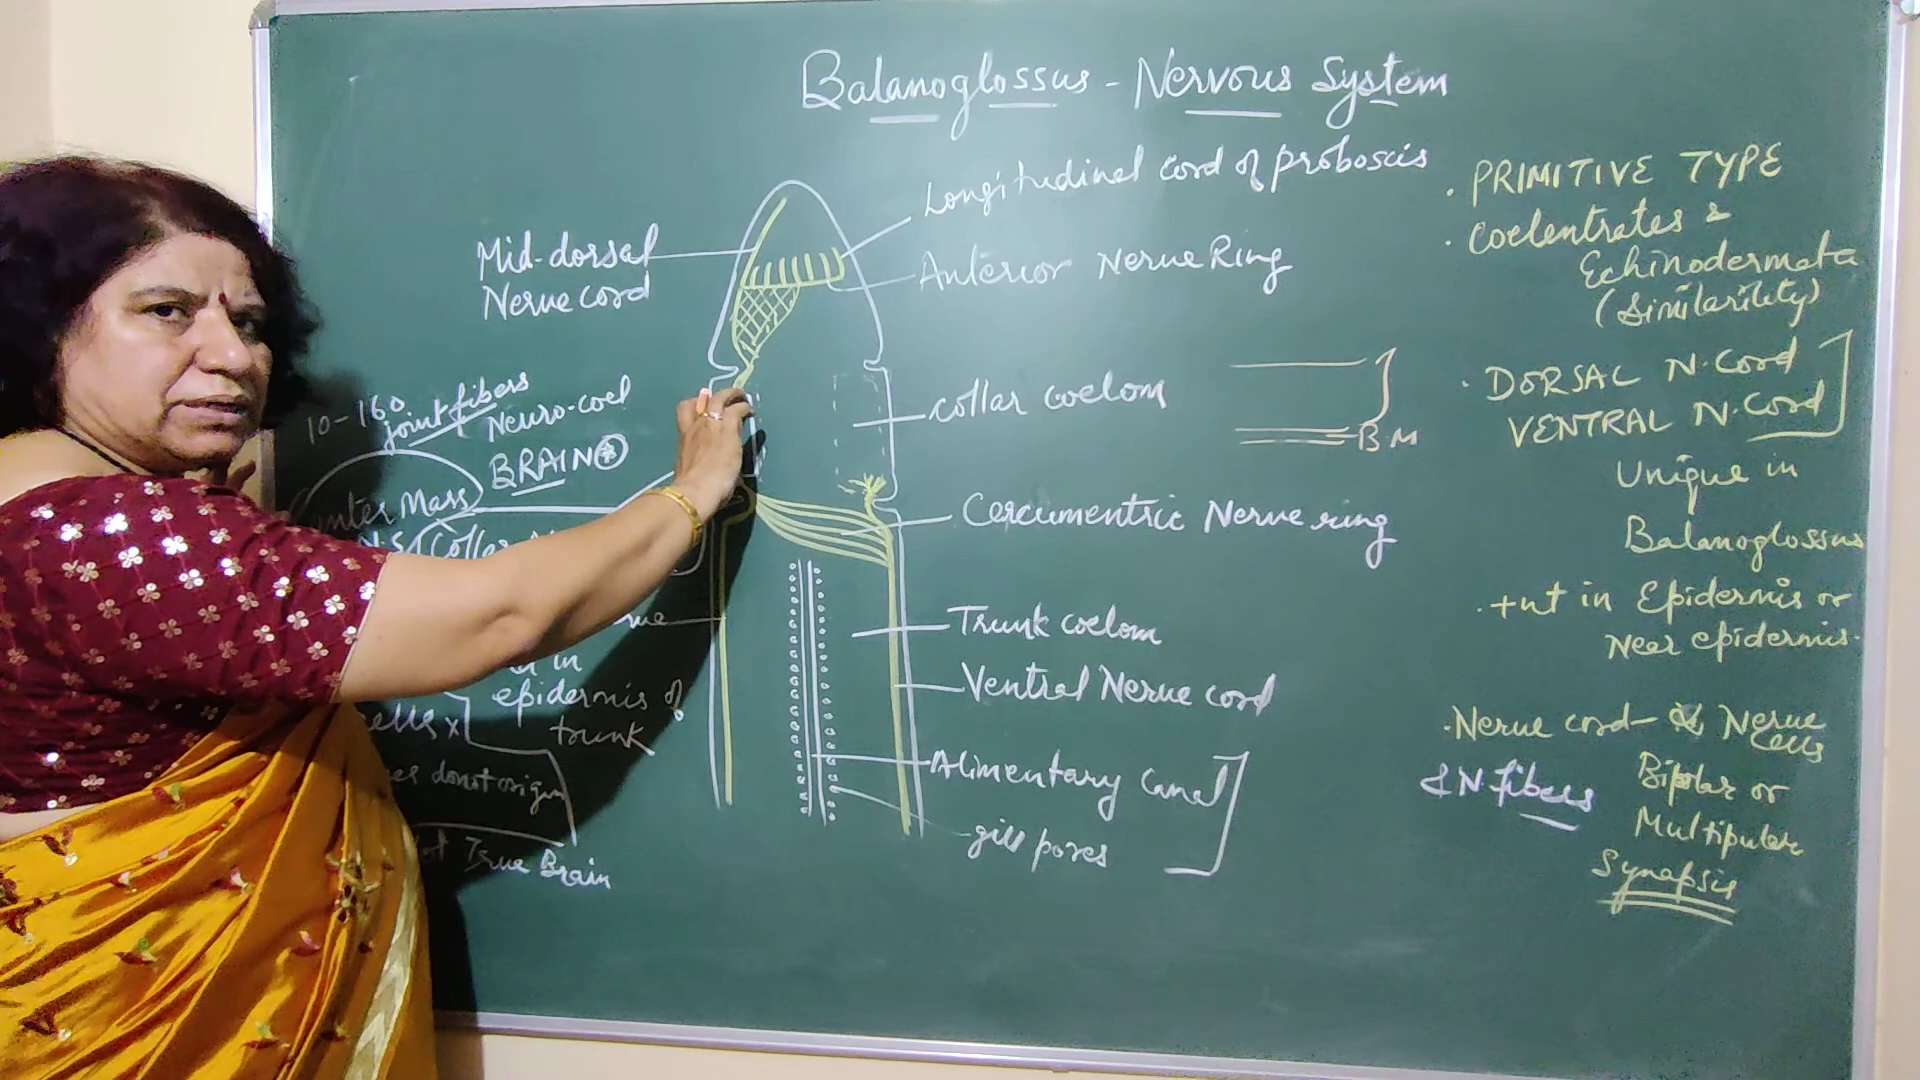 Balanoglossus - Nervous System
Longitudinal cord of proboscis
Mid-dorsal
Nerve cord
Anterior Nerve Ring
10-160
joint fibers
Neuro-coel
BRAIN
collar coelom
BM
Mass
N.S (Collar
Cercumentric Nerve ring
Trunk coelom
in
epidermis of
trunk
Ventral Nerve cord
cells x
donot origin
Alimentary Canal
gill pores
True Brain
. PRIMITIVE TYPE
. Coelentrates &
Echinodermata
(Similarility)
. DORSAL N. Cord
VENTRAL N. Cord
Unique in
Balanoglossus
. +nt in Epidermis or
Near epidermis.
. Nerve cord - Nerve
cells
& N. fibers
Bipolar or
Multipuler
Synapsis